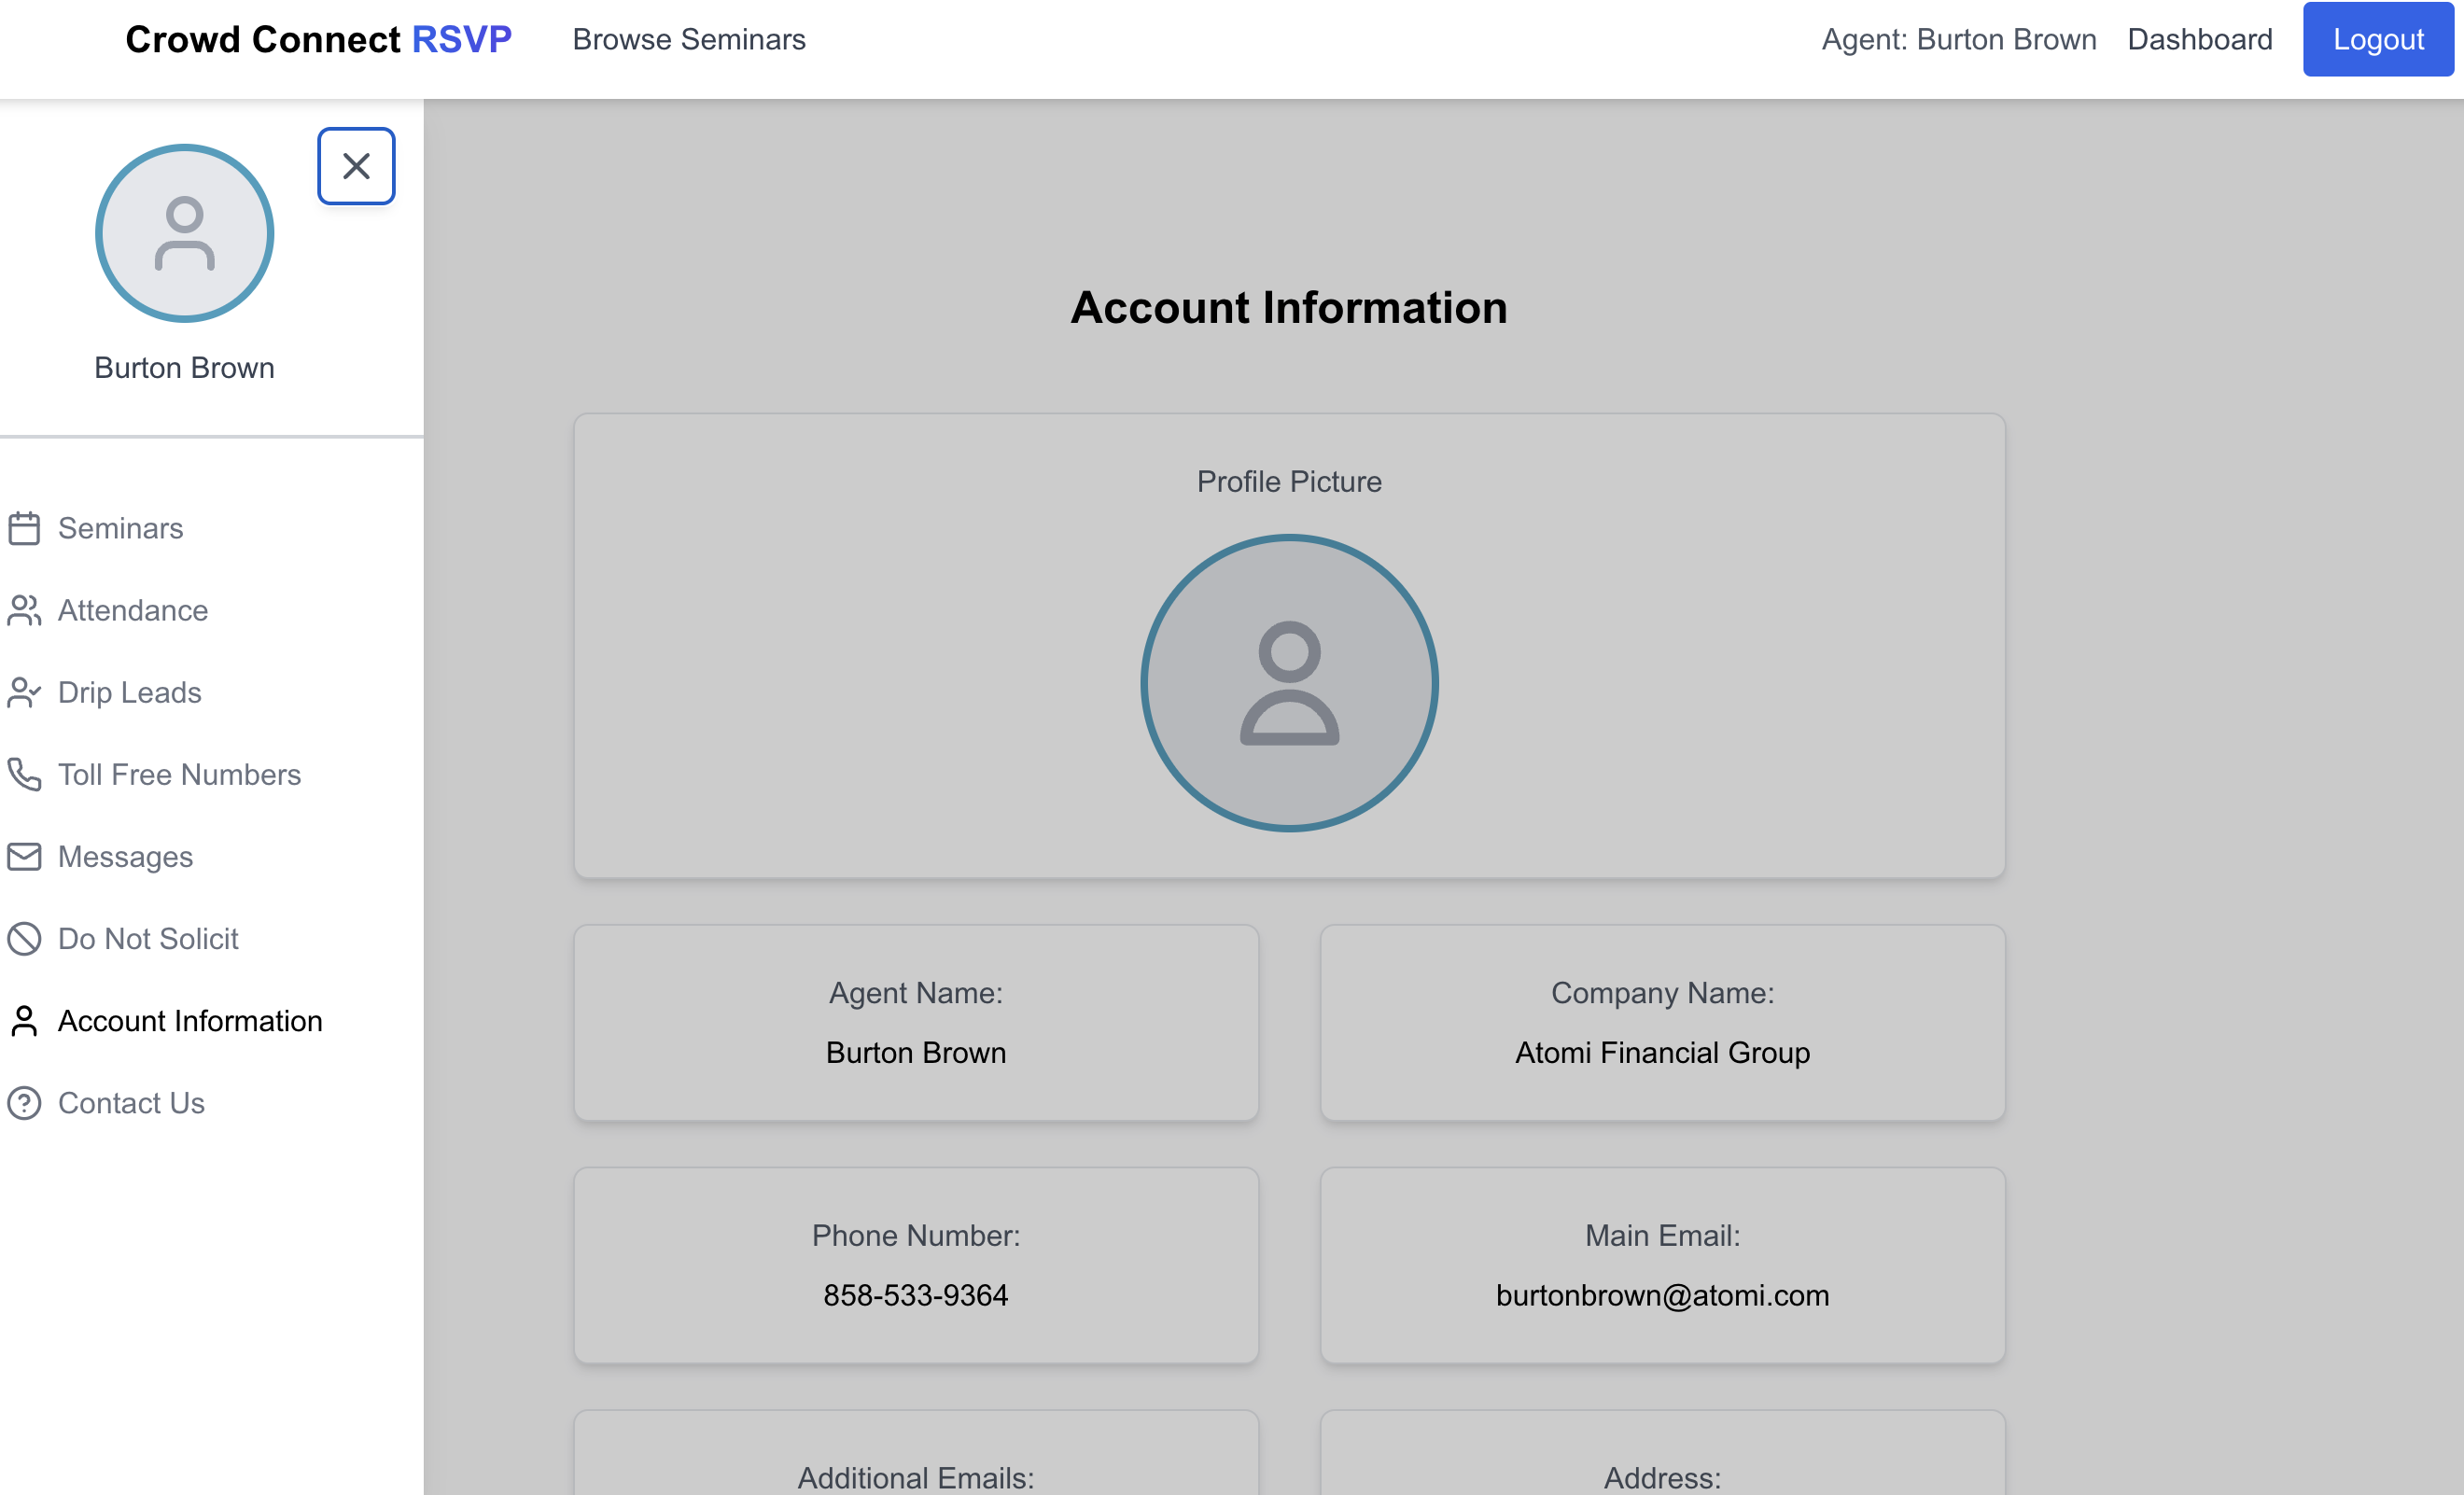 Crowd Connect RSVP
Browse Seminars
Agent: Burton Brown
Dashboard
Logout
Burton Brown
Seminars
Attendance
Drip Leads
Toll Free Numbers
Messages
Do Not Solicit
Account Information
Contact Us
Account Information
Profile Picture
Agent Name:
Burton Brown
Company Name:
Atomi Financial Group
Phone Number:
858-533-9364
Main Email:
burtonbrown@atomi.com
Additional Emails:
Address: